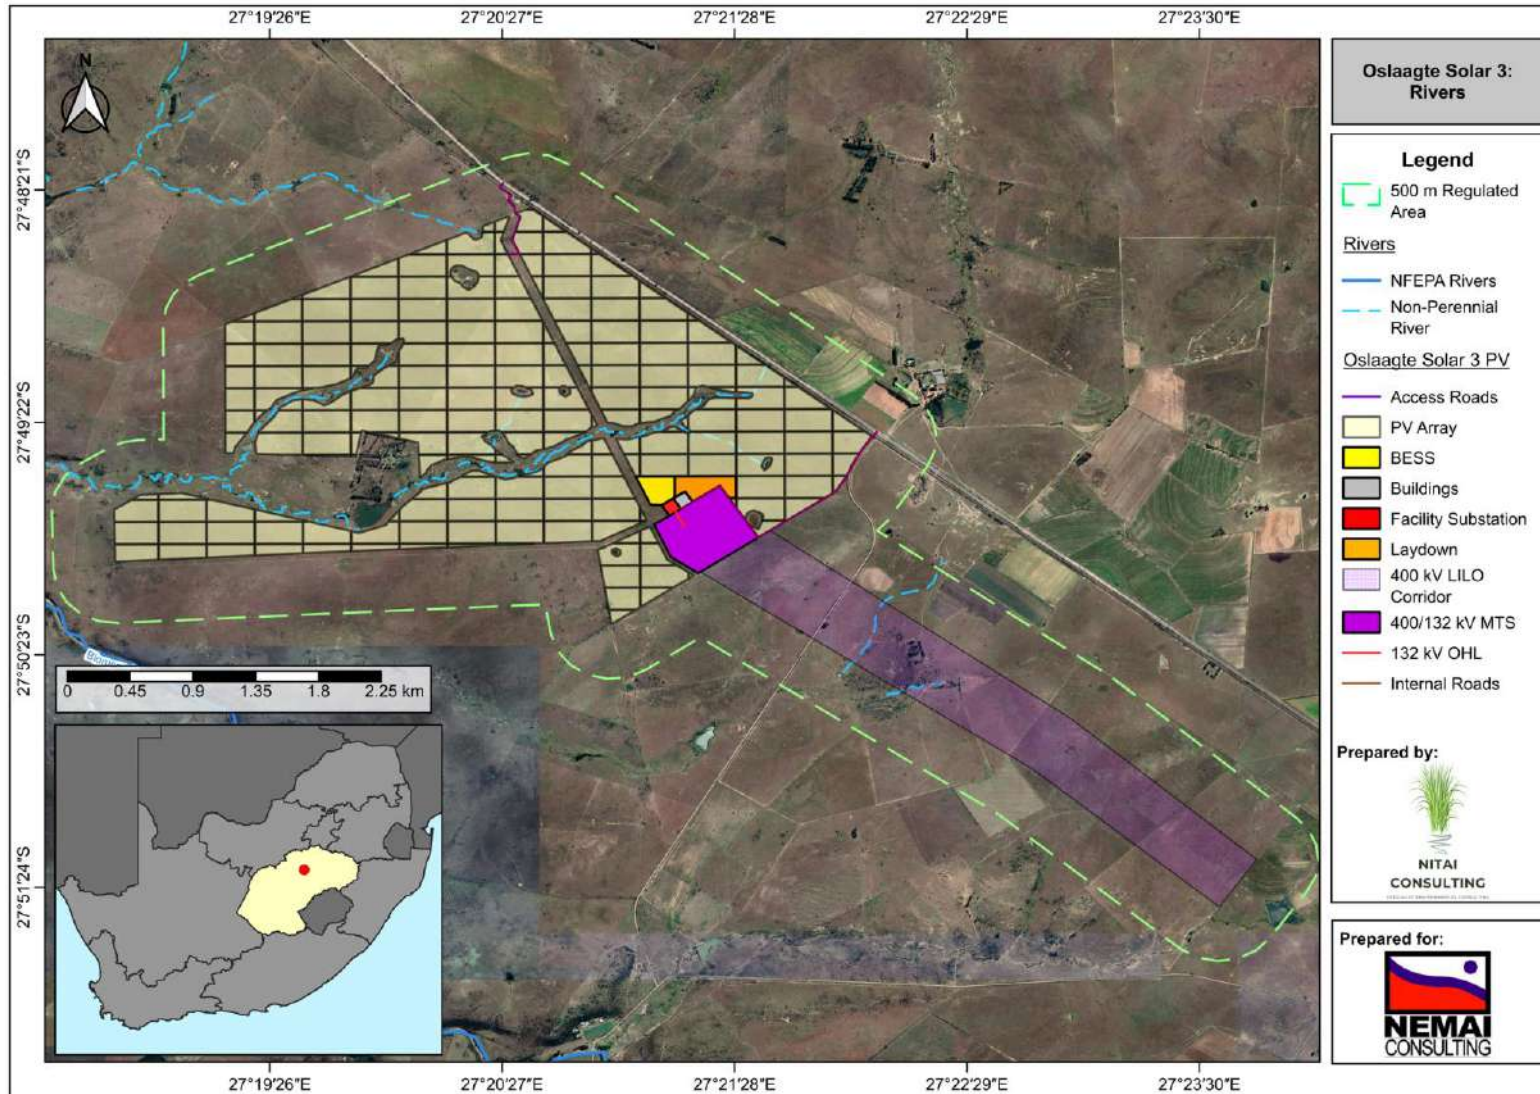 27°19'26"E
27°20'27"E
27°21'28"E
27°22'29"E
27°23'30"E
N
27°48'21"S
27°49'22"S
27°50'23"S
27°51'24"S
0 0.45 0.9 1.35 1.8 2.25 km
27°19'26"E
27°20'27"E
27°21'28"E
27°22'29"E
27°23'30"E
Oslaagte Solar 3:
Rivers
Legend
500 m Regulated
Area
Rivers
NFEPA Rivers
Non-Perennial
River
Oslaagte Solar 3 PV
Access Roads
PV Array
BESS
Buildings
Facility Substation
Laydown
400 kV LILO
Corridor
400/132 kV MTS
132 kV OHL
Internal Roads
Prepared by:
NITAI
CONSULTING
Prepared for:
NEMAI
CONSULTING